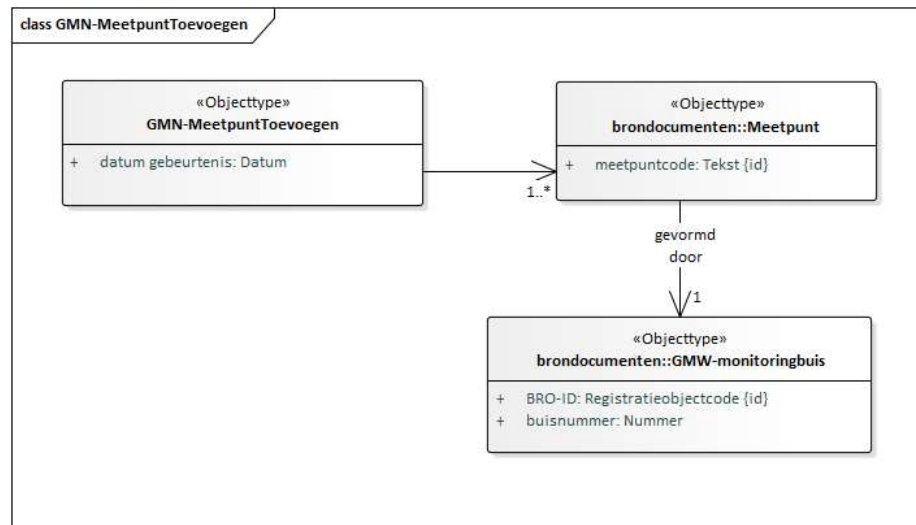 class GMN-MeetpuntToevoegen
«Objecttype»
GMN-MeetpuntToevoegen
+ datum gebeurtenis: Datum
«Objecttype»
brondocumenten::Meetpunt
+ meetpuntcode: Tekst {id}
1..*
gevormd
door
1
«Objecttype»
brondocumenten::GMW-monitoringbuis
+ BRO-ID: Registratieobjectcode {id}
+ buisnummer: Nummer